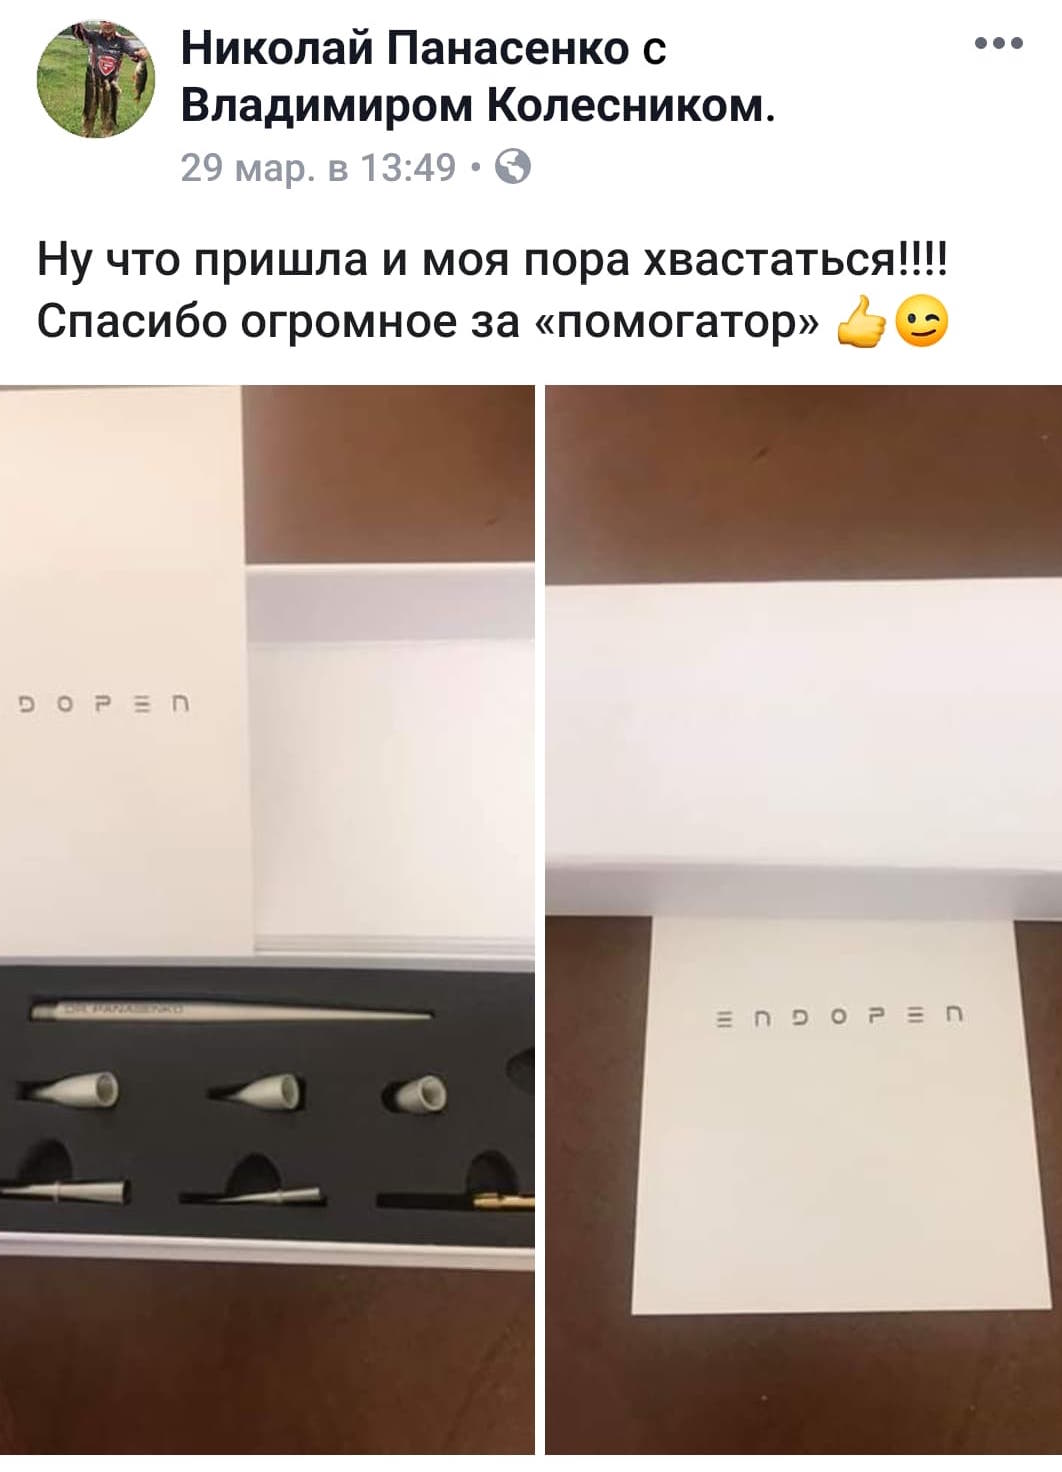 Николай Панасенко с
Владимиром Колесником.
29 мар. в 13:49
Ну что пришла и моя пора хвастаться!!!!
Спасибо огромное за «помогатор» 👍😉
DOPEN
DR. PANASENKO
ENDOPEN